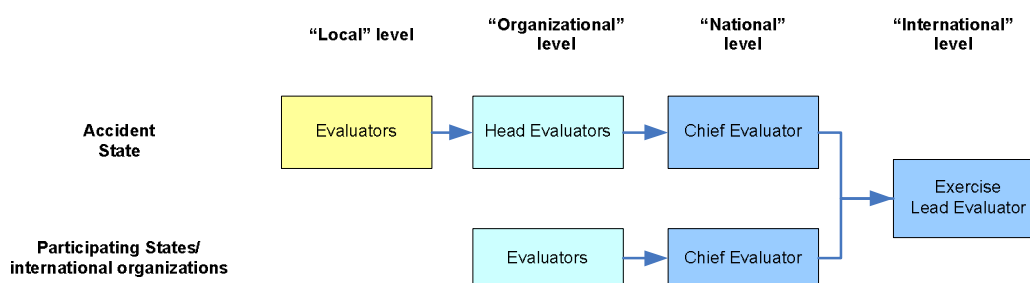 “Local” level
“Organizational”
level
“National”
level
“International”
level
Accident
State
Evaluators
Head Evaluators
Chief Evaluator
Exercise
Lead Evaluator
Participating States/
international organizations
Evaluators
Chief Evaluator